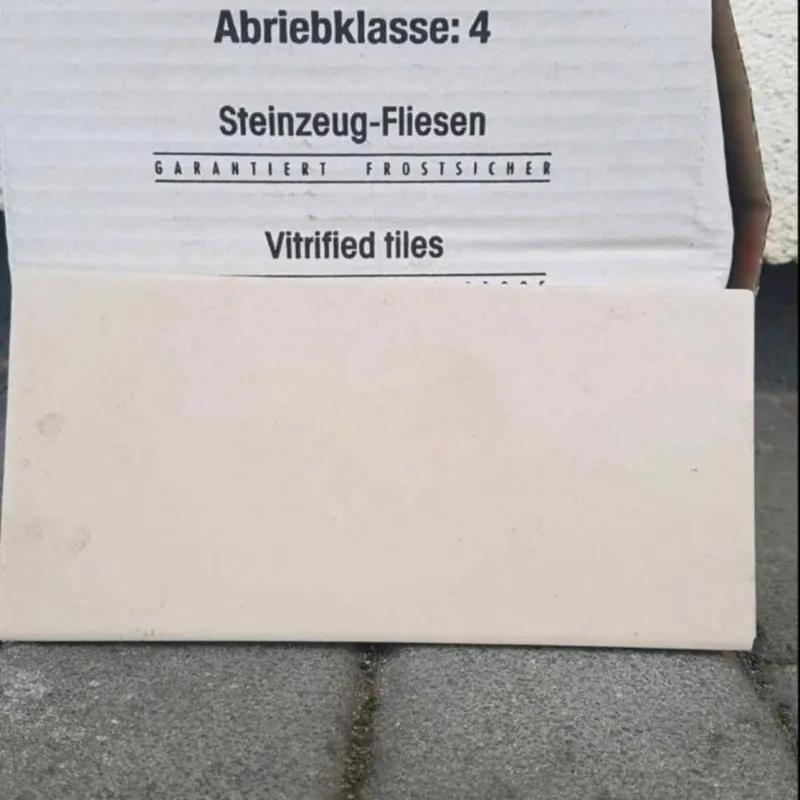 Abriebklasse: 4
Steinzeug-Fliesen
GARANTIERT FROSTSICHER
Vitrified tiles